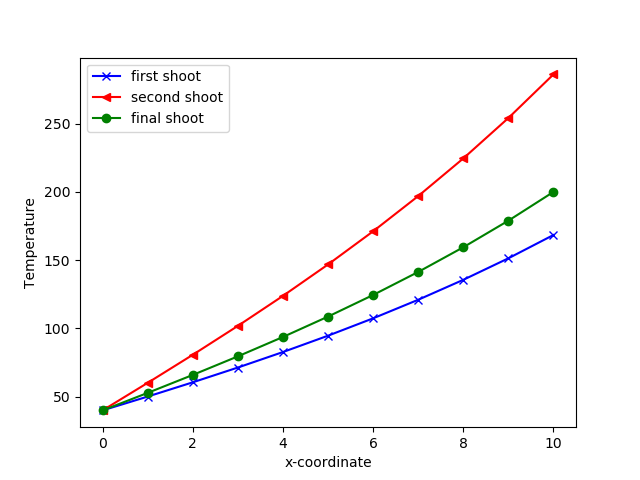 first shoot
second shoot
final shoot
250
200
150
100
50
Temperature
0 2 4 6 8 10
x-coordinate